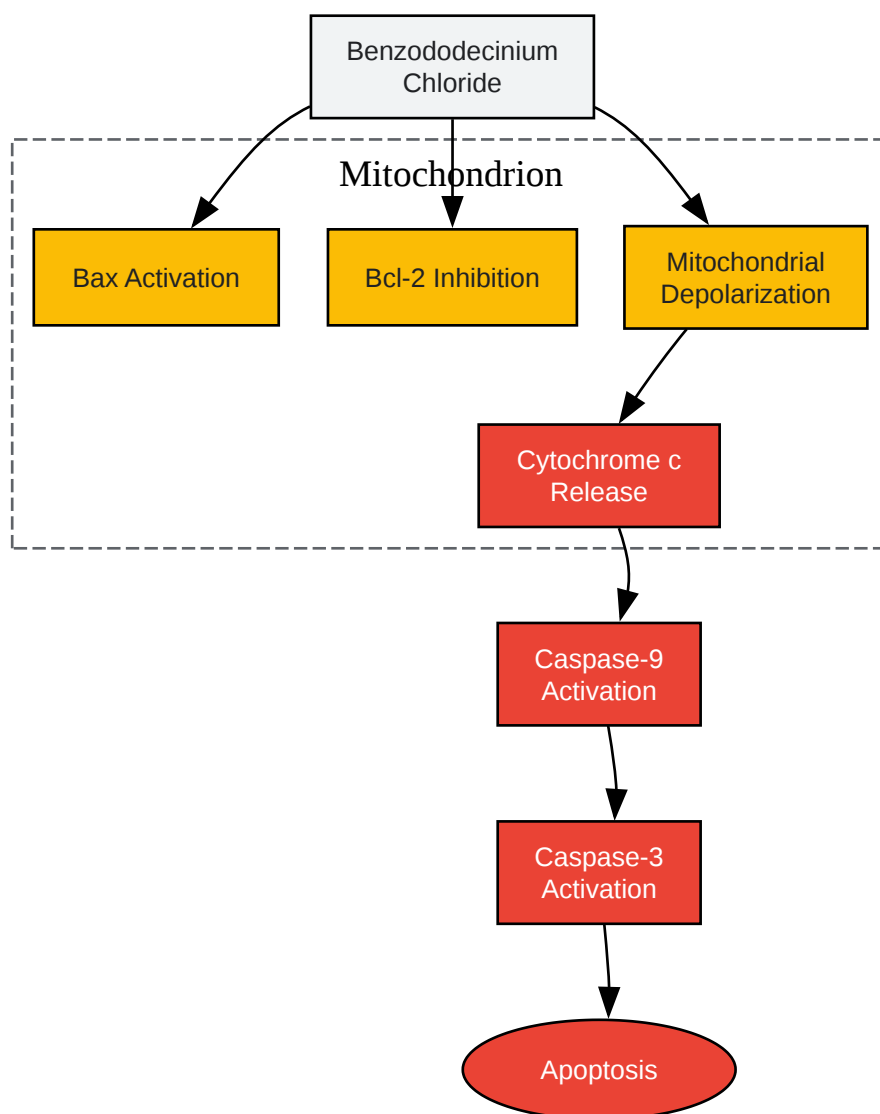 Benzododecinium
Chloride
Mitochondrion
Bax Activation
Bcl-2 Inhibition
Mitochondrial
Depolarization
Cytochrome c
Release
Caspase-9
Activation
Caspase-3
Activation
Apoptosis